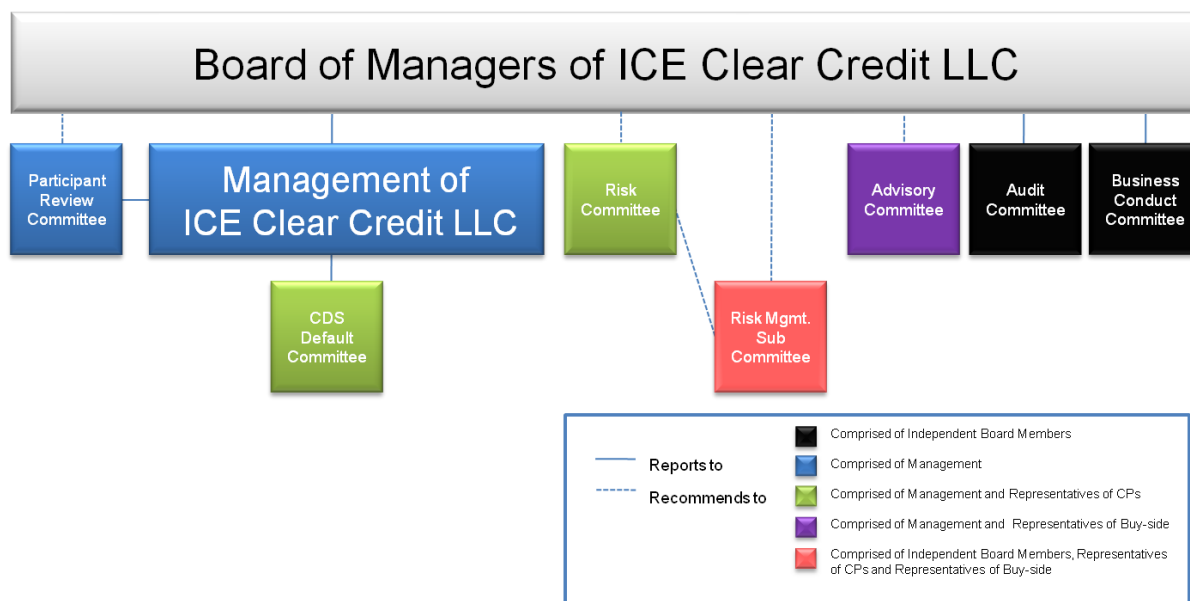 Board of Managers of ICE Clear Credit LLC
Participant
Review
Committee
Management of
ICE Clear Credit LLC
Risk
Committee
Advisory
Committee
Audit
Committee
Business
Conduct
Committee
CDS
Default
Committee
Risk Mgmt.
Sub
Committee
Reports to
Recommends to
Comprised of Independent Board Members
Comprised of Management
Comprised of Management and Representatives of CPs
Comprised of Management and Representatives of Buy-side
Comprised of Independent Board Members, Representatives
of CPs and Representatives of Buy-side